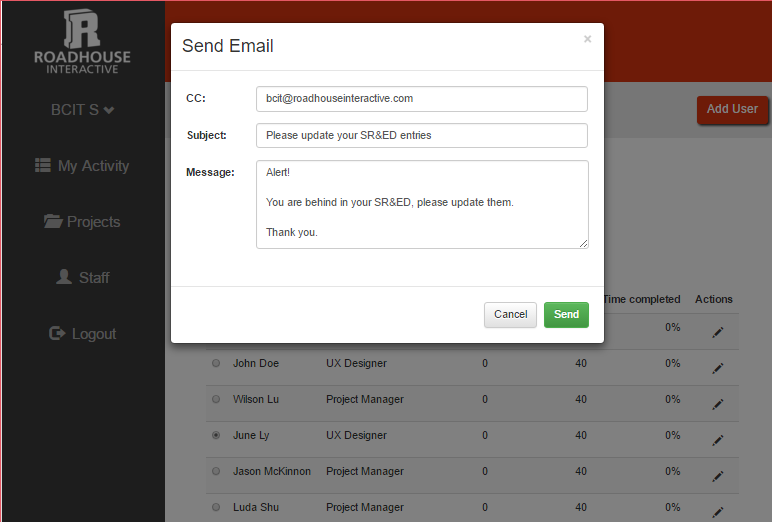 ROADHOUSE
INTERACTIVE
BCIT S
My Activity
Projects
Staff
Logout
Send Email
×
CC:
bcit@roadhouseinteractive.com
Subject:
Please update your SR&ED entries
Message:
Alert!
You are behind in your SR&ED, please update them.
Thank you.
Cancel
Send
Add User
Time completed Actions
0%
John Doe UX Designer 0 40 0%
Wilson Lu Project Manager 0 40 0%
June Ly UX Designer 0 40 0%
Jason McKinnon Project Manager 0 40 0%
Luda Shu Project Manager 0 40 0%